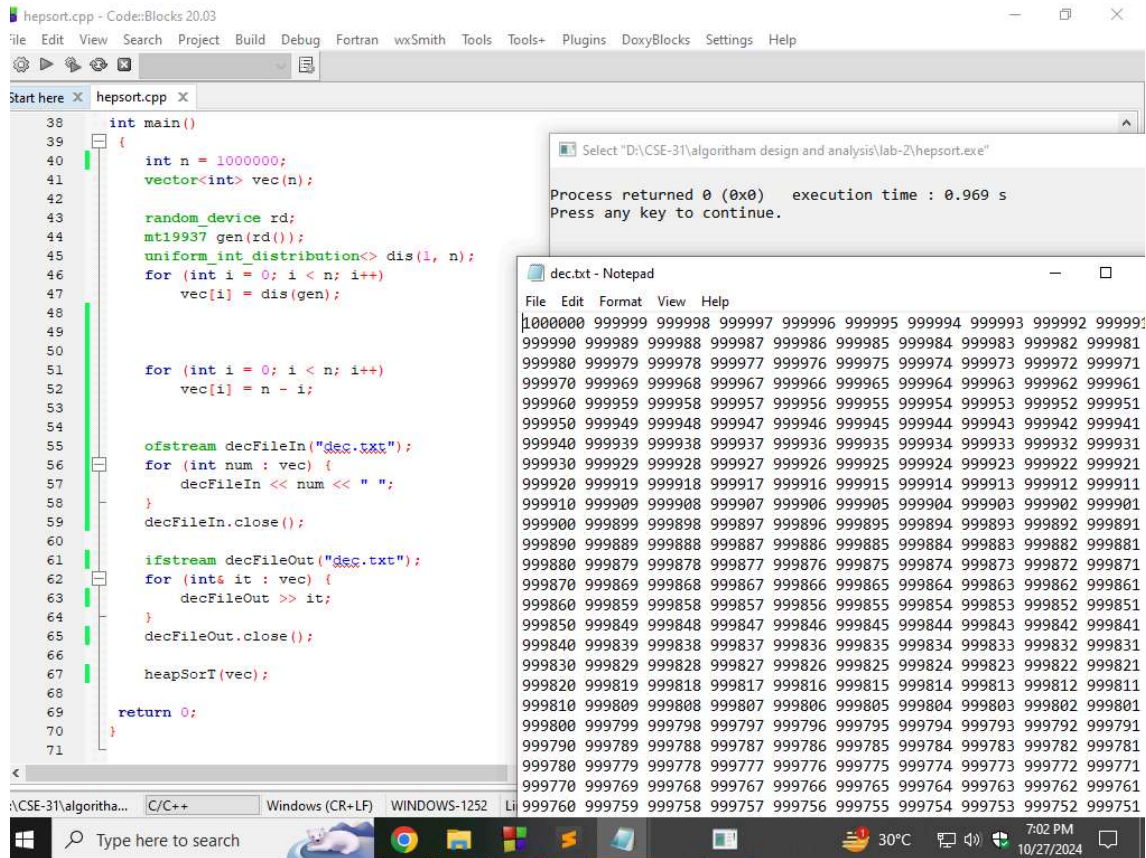 hepsort.cpp - Code::Blocks 20.03
File Edit View Search Project Build Debug Fortran wxSmith Tools Tools+ Plugins DoxyBlocks Settings Help
Start here X hepsort.cpp X
38 int main()
39 {
40 int n = 1000000;
41 vector<int> vec(n);
42
43 random_device rd;
44 mt19937 gen(rd());
45 uniform_int_distribution<> dis(1, n);
46 for (int i = 0; i < n; i++)
47 vec[i] = dis(gen);
48
49
50
51 for (int i = 0; i < n; i++)
52 vec[i] = n - i;
53
54
55 ofstream decFileIn("dec.txt");
56 for (int num : vec) {
57 decFileIn << num << " ";
58 }
59 decFileIn.close();
60
61 ifstream decFileOut("dec.txt");
62 for (int& it : vec) {
63 decFileOut >> it;
64 }
65 decFileOut.close();
66
67 heapSorT(vec);
68
69 return 0;
70 }
71
Select "D:\CSE-31\algoritham design and analysis\lab-2\hepsort.exe"
Process returned 0 (0x0) execution time : 0.969 s
Press any key to continue.
dec.txt - Notepad
File Edit Format View Help
1000000 999999 999998 999997 999996 999995 999994 999993 999992 999991
999990 999989 999988 999987 999986 999985 999984 999983 999982 999981
999980 999979 999978 999977 999976 999975 999974 999973 999972 999971
999970 999969 999968 999967 999966 999965 999964 999963 999962 999961
999960 999959 999958 999957 999956 999955 999954 999953 999952 999951
999950 999949 999948 999947 999946 999945 999944 999943 999942 999941
999940 999939 999938 999937 999936 999935 999934 999933 999932 999931
999930 999929 999928 999927 999926 999925 999924 999923 999922 999921
999920 999919 999918 999917 999916 999915 999914 999913 999912 999911
999910 999909 999908 999907 999906 999905 999904 999903 999902 999901
999900 999899 999898 999897 999896 999895 999894 999893 999892 999891
999890 999889 999888 999887 999886 999885 999884 999883 999882 999881
999880 999879 999878 999877 999876 999875 999874 999873 999872 999871
999870 999869 999868 999867 999866 999865 999864 999863 999862 999861
999860 999859 999858 999857 999856 999855 999854 999853 999852 999851
999850 999849 999848 999847 999846 999845 999844 999843 999842 999841
999840 999839 999838 999837 999836 999835 999834 999833 999832 999831
999830 999829 999828 999827 999826 999825 999824 999823 999822 999821
999820 999819 999818 999817 999816 999815 999814 999813 999812 999811
999810 999809 999808 999807 999806 999805 999804 999803 999802 999801
999800 999799 999798 999797 999796 999795 999794 999793 999792 999791
999790 999789 999788 999787 999786 999785 999784 999783 999782 999781
999780 999779 999778 999777 999776 999775 999774 999773 999772 999771
999770 999769 999768 999767 999766 999765 999764 999763 999762 999761
999760 999759 999758 999757 999756 999755 999754 999753 999752 999751
:\CSE-31\algoritha... C/C++ Windows (CR+LF) WINDOWS-1252 Li
Type here to search 30°C 7:02 PM
10/27/2024